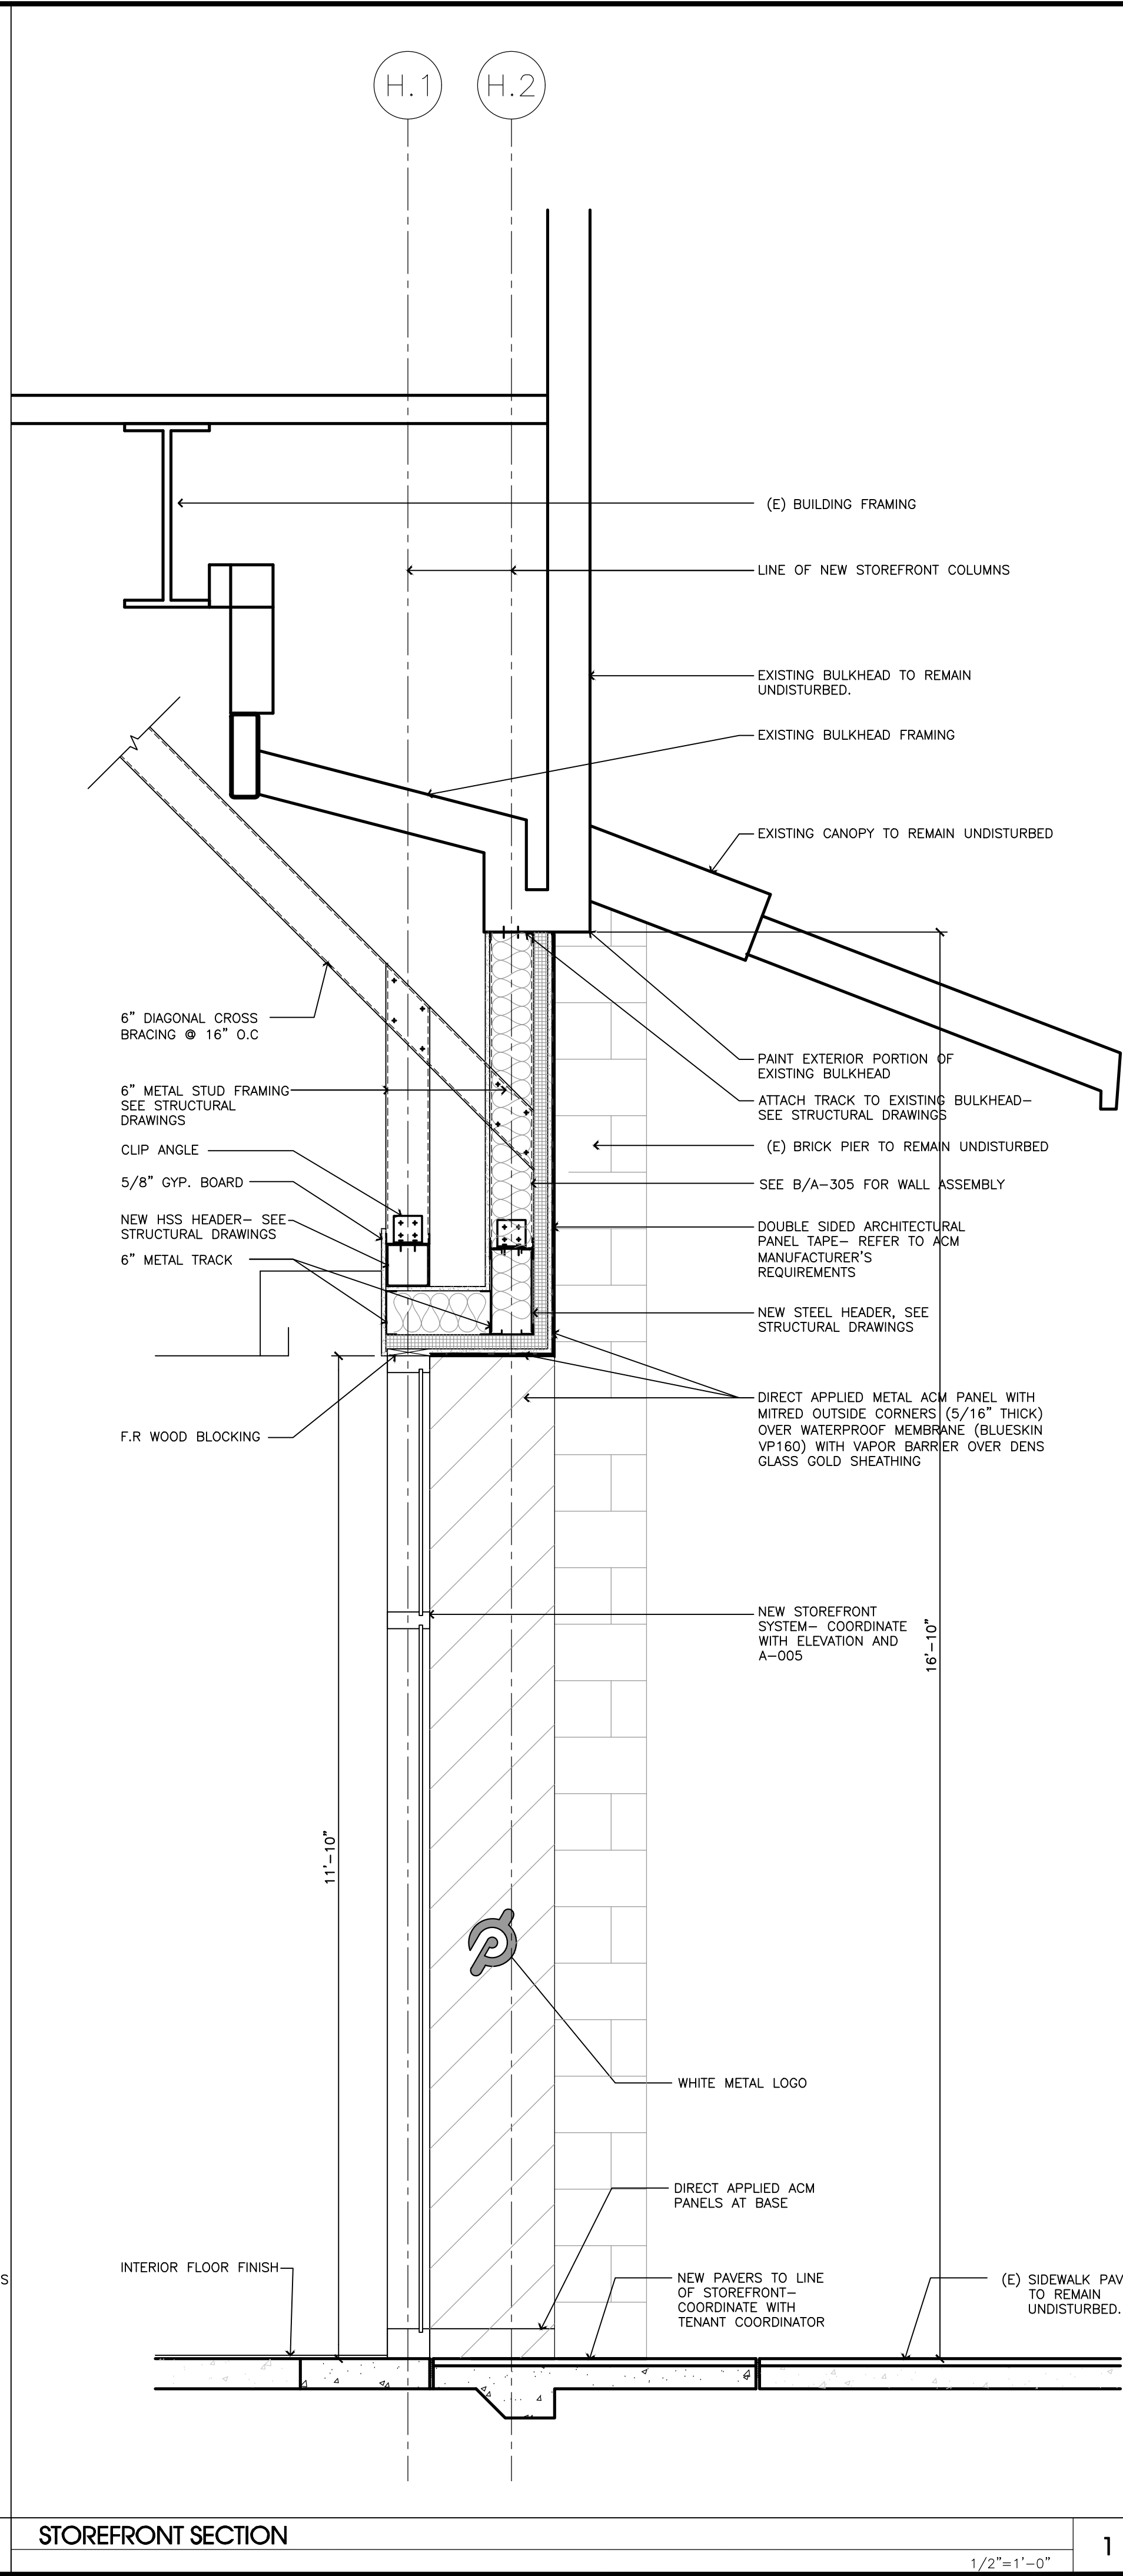 H.1
H.2
(E) BUILDING FRAMING
LINE OF NEW STOREFRONT COLUMNS
EXISTING BULKHEAD TO REMAIN
UNDISTURBED.
EXISTING BULKHEAD FRAMING
EXISTING CANOPY TO REMAIN UNDISTURBED
6" DIAGONAL CROSS
BRACING @ 16" O.C
6" METAL STUD FRAMING
SEE STRUCTURAL
DRAWINGS
CLIP ANGLE
5/8" GYP. BOARD
NEW HSS HEADER– SEE
STRUCTURAL DRAWINGS
6" METAL TRACK
F.R WOOD BLOCKING
PAINT EXTERIOR PORTION OF
EXISTING BULKHEAD
ATTACH TRACK TO EXISTING BULKHEAD–
SEE STRUCTURAL DRAWINGS
(E) BRICK PIER TO REMAIN UNDISTURBED
SEE B/A–305 FOR WALL ASSEMBLY
DOUBLE SIDED ARCHITECTURAL
PANEL TAPE– REFER TO ACM
MANUFACTURER'S
REQUIREMENTS
NEW STEEL HEADER, SEE
STRUCTURAL DRAWINGS
DIRECT APPLIED METAL ACM PANEL WITH
MITRED OUTSIDE CORNERS (5/16" THICK)
OVER WATERPROOF MEMBRANE (BLUESKIN
VP160) WITH VAPOR BARRIER OVER DENS
GLASS GOLD SHEATHING
NEW STOREFRONT
SYSTEM– COORDINATE
WITH ELEVATION AND
A–005
16'–10"
11'–10"
WHITE METAL LOGO
DIRECT APPLIED ACM
PANELS AT BASE
INTERIOR FLOOR FINISH
S
NEW PAVERS TO LINE
OF STOREFRONT–
COORDINATE WITH
TENANT COORDINATOR
(E) SIDEWALK PAV
TO REMAIN
UNDISTURBED.
STOREFRONT SECTION
1/2"=1'–0"
1